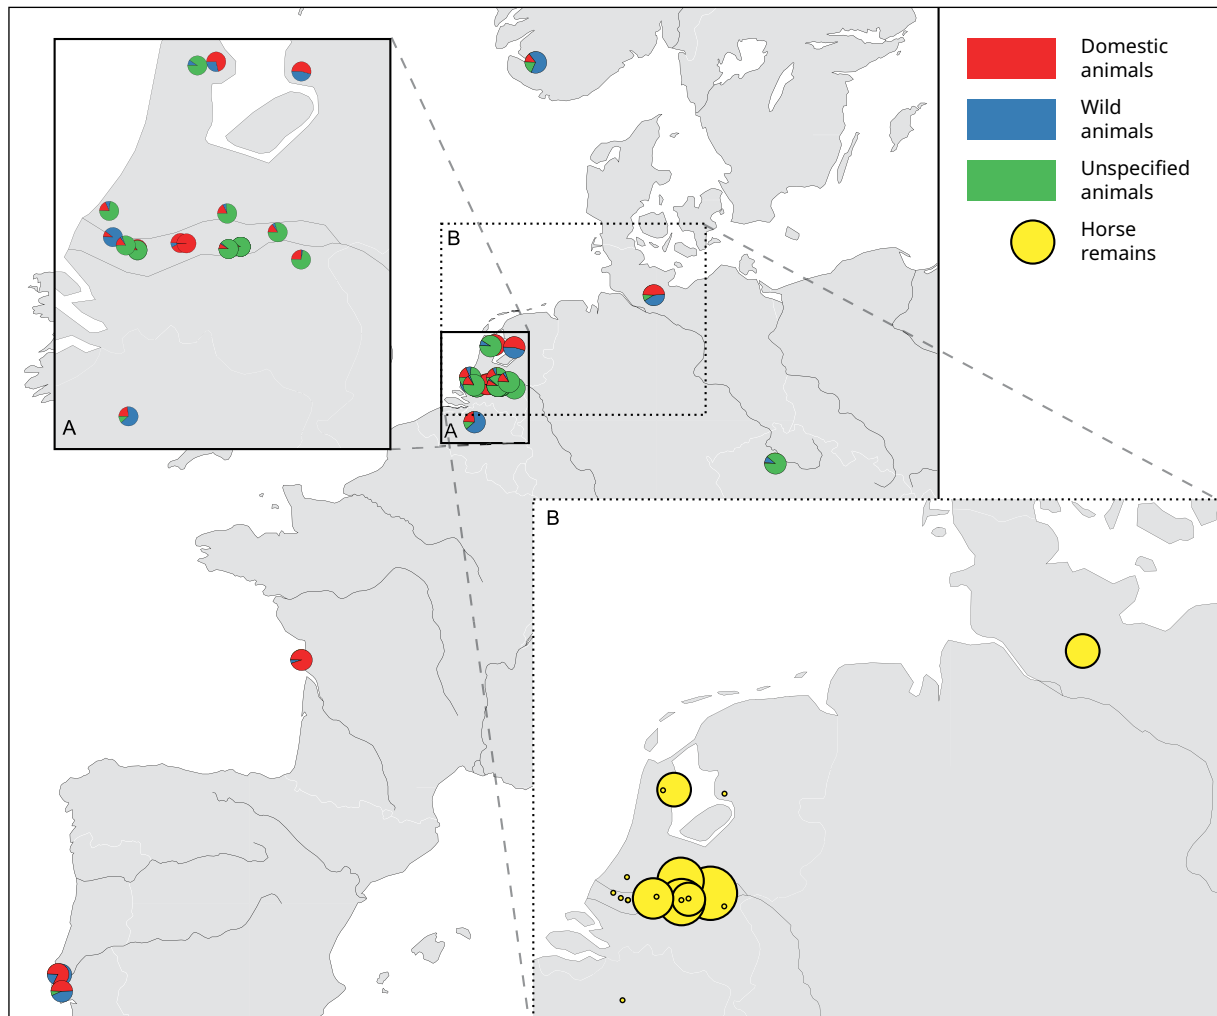 Domestic
animals
Wild
animals
Unspecified
animals
Horse
remains
B
A
A
B